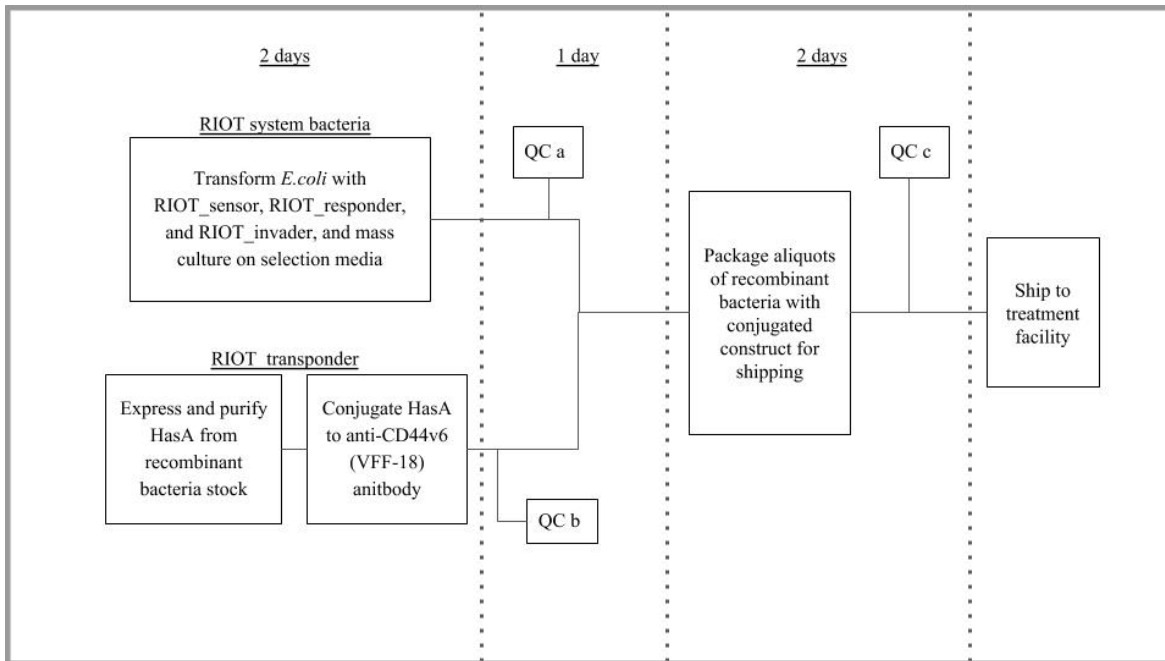 2 days
1 day
2 days
RIOT system bacteria
Transform E.coli with
RIOT_sensor, RIOT_responder,
and RIOT_invader, and mass
culture on selection media
QC a
QC c
Package aliquots
of recombinant
bacteria with
conjugated
construct for
shipping
Ship to
treatment
facility
RIOT_transponder
Express and purify
HasA from
recombinant
bacteria stock
Conjugate HasA
to anti-CD44v6
(VFF-18)
anitbody
QC b